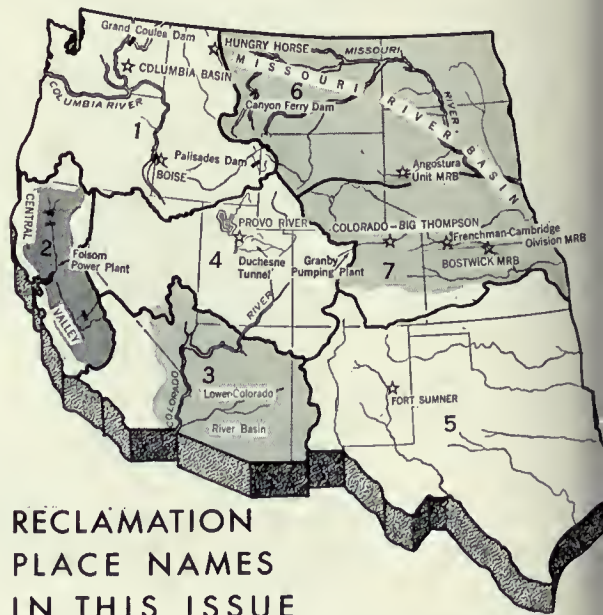 Grand Coulee Dam
HUNGRY HORSE
MISSOURI
COLUMBIA BASIN
MISSOURI RIVER BASIN
COLUMBIA RIVER
6
Canyon Ferry Dam
RIVER
1
Palisades Dam
BOISE
Angostura
Unit MRB
CENTRAL
VALLEY
2
Folsom
Power Plant
PROVO RIVER
4
Duchesne
Tunnel
COLORADO-BIG THOMPSON
Granby
Pumping Plant
7
Frenchman-Cambridge
Division MRB
BOSTWICK MRB
RIVER
COLORADO
3
Lower Colorado
River Basin
FORT SUMNER
5
RECLAMATION
PLACE NAMES
IN THIS ISSUE